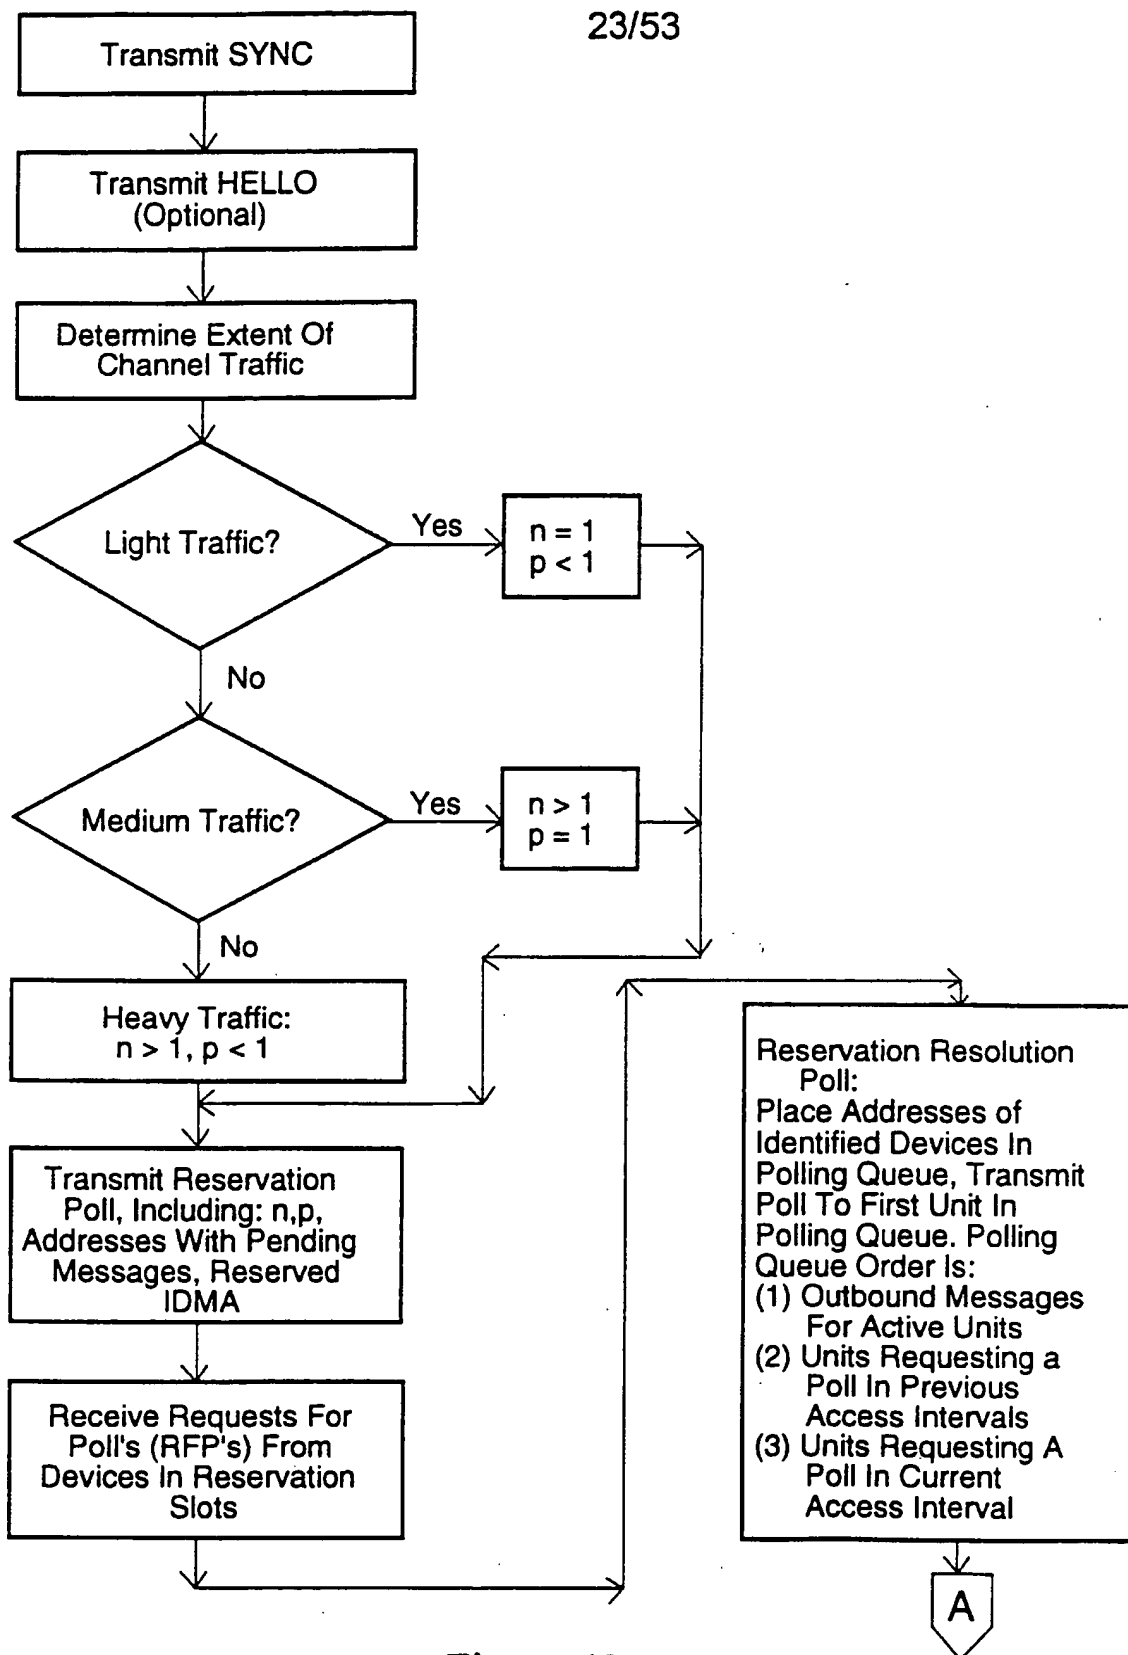 23/53
Transmit SYNC
Transmit HELLO
(Optional)
Determine Extent Of
Channel Traffic
Light Traffic?
Yes
n = 1
p < 1
No
Medium Traffic?
Yes
n > 1
p = 1
No
Heavy Traffic:
n > 1, p < 1
Transmit Reservation
Poll, Including: n,p,
Addresses With Pending
Messages, Reserved
IDMA
Receive Requests For
Poll's (RFP's) From
Devices In Reservation
Slots
Reservation Resolution
Poll:
Place Addresses of
Identified Devices In
Polling Queue, Transmit
Poll To First Unit In
Polling Queue. Polling
Queue Order Is:
(1) Outbound Messages
For Active Units
(2) Units Requesting a
Poll In Previous
Access Intervals
(3) Units Requesting A
Poll In Current
Access Interval
A